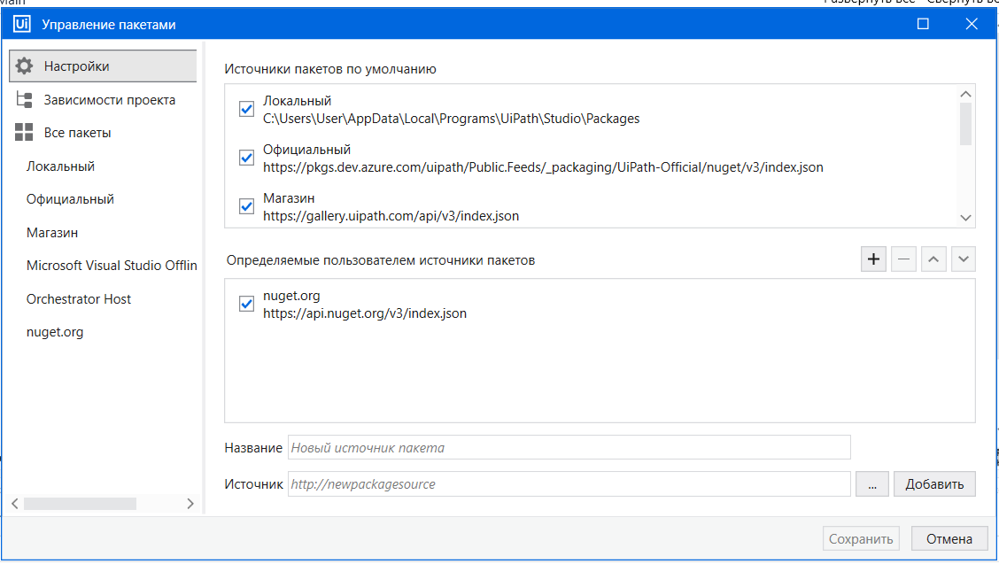 Main
Развернуть все Свернуть вс
Ui Управление пакетами
Настройки
Зависимости проекта
Все пакеты
Локальный
Официальный
Магазин
Microsoft Visual Studio Offlin
Orchestrator Host
nuget.org
Источники пакетов по умолчанию
Локальный
C:\Users\User\AppData\Local\Programs\UiPath\Studio\Packages
Официальный
https://pkgs.dev.azure.com/uipath/Public.Feeds/_packaging/UiPath-Official/nuget/v3/index.json
Магазин
https://gallery.uipath.com/api/v3/index.json
Определяемые пользователем источники пакетов
nuget.org
https://api.nuget.org/v3/index.json
Название Новый источник пакета
Источник http://newpackagesource ... Добавить
Сохранить Отмена